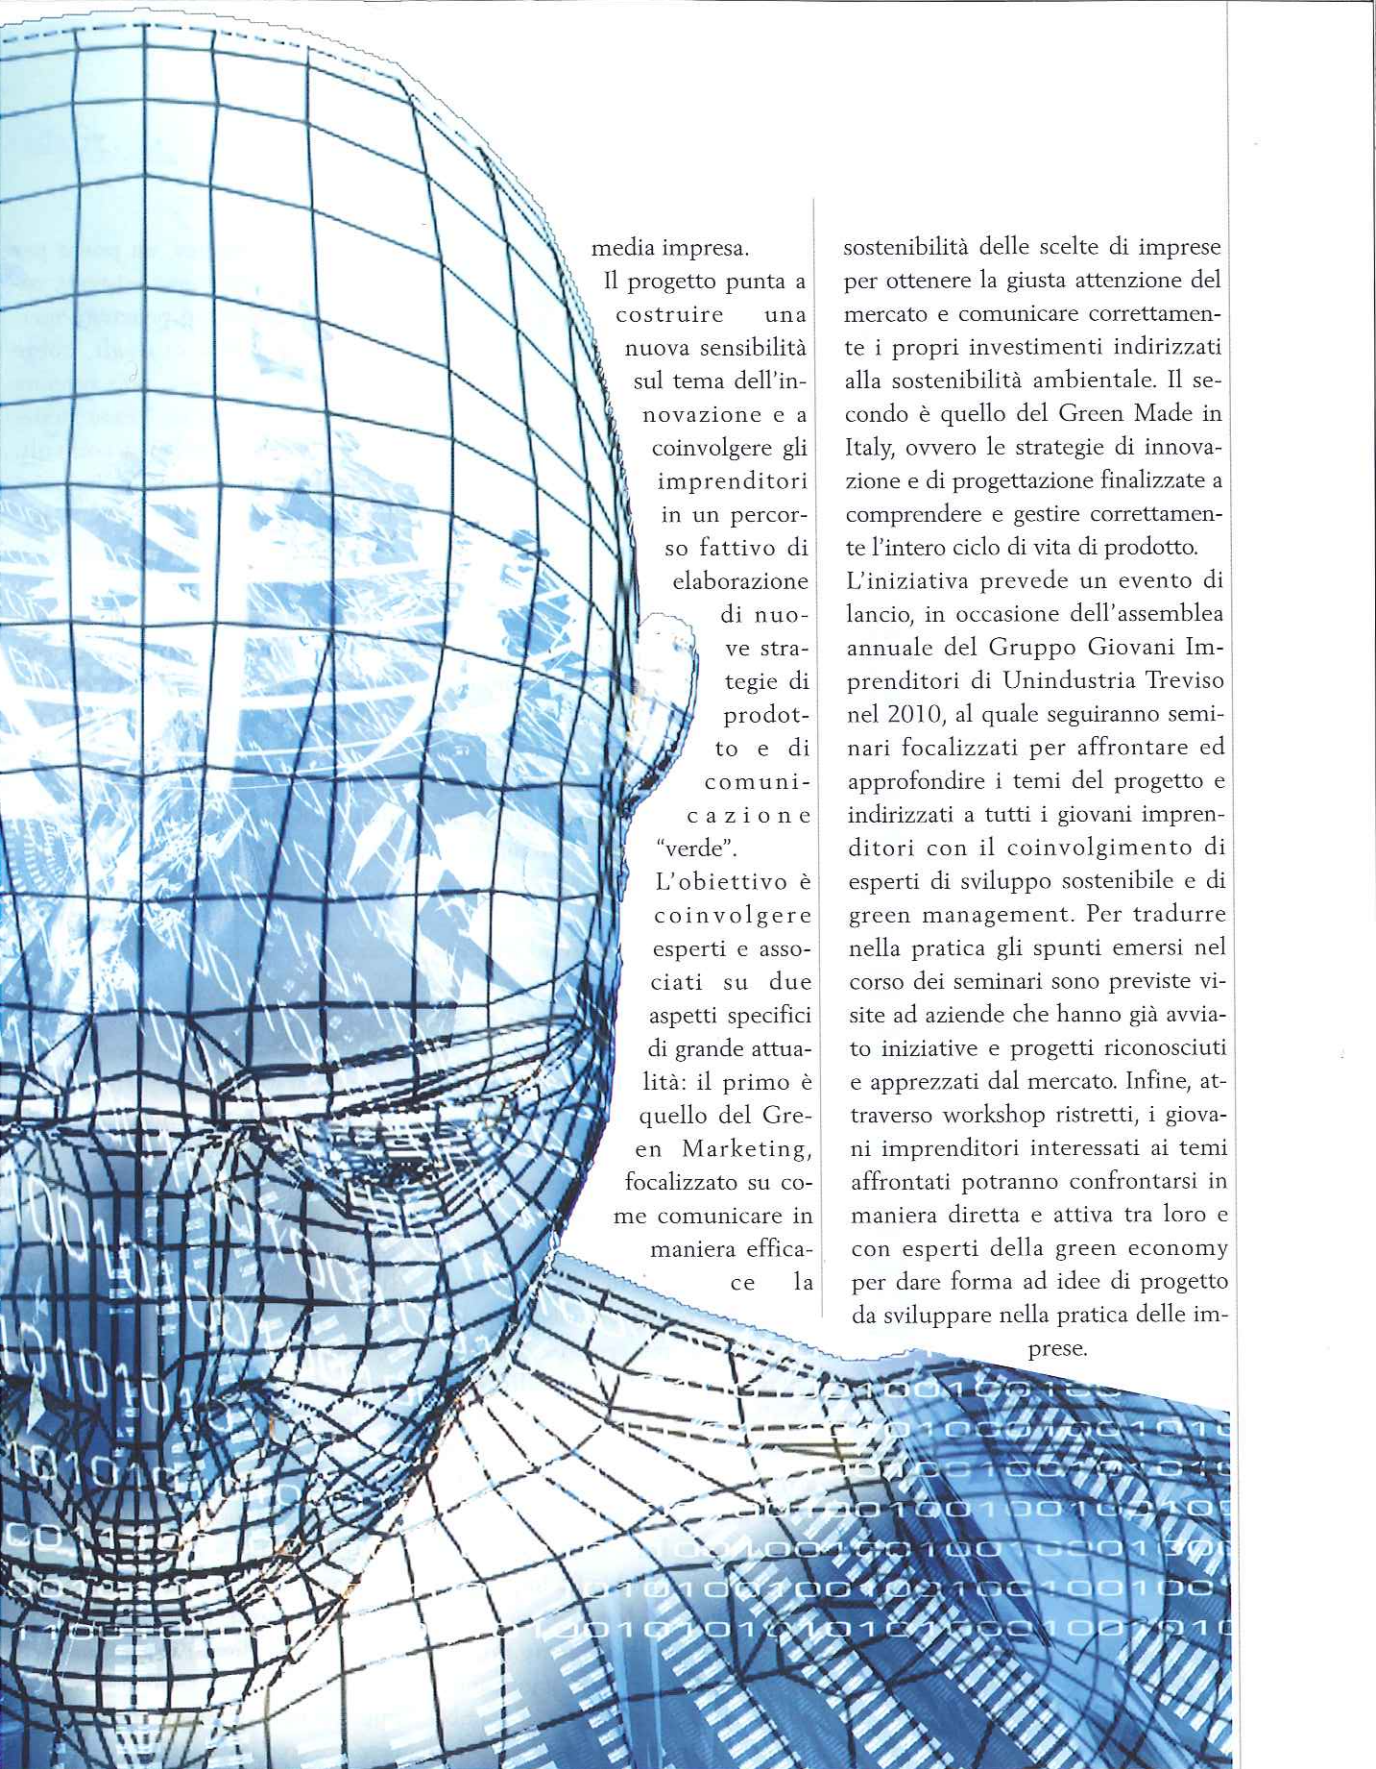 media impresa.
Il progetto punta a
costruire una
nuova sensibilità
sul tema dell'in-
novazione e a
coinvolgere gli
imprenditori
in un percor-
so fattivo di
elaborazione
di nuo-
ve stra-
tegie di
prodot-
to e di
comuni-
cazione
“verde”.
L'obiettivo è
coinvolgere
esperti e asso-
ciati su due
aspetti specifici
di grande attua-
lità: il primo è
quello del Gre-
en Marketing,
focalizzato su co-
me comunicare in
maniera effica-
ce la
sostenibilità delle scelte di imprese
per ottenere la giusta attenzione del
mercato e comunicare correttamen-
te i propri investimenti indirizzati
alla sostenibilità ambientale. Il se-
condo è quello del Green Made in
Italy, ovvero le strategie di innova-
zione e di progettazione finalizzate a
comprendere e gestire correttamen-
te l'intero ciclo di vita di prodotto.
L'iniziativa prevede un evento di
lancio, in occasione dell'assemblea
annuale del Gruppo Giovani Im-
prenditori di Unindustria Treviso
nel 2010, al quale seguiranno semi-
nari focalizzati per affrontare ed
approfondire i temi del progetto e
indirizzati a tutti i giovani impren-
ditori con il coinvolgimento di
esperti di sviluppo sostenibile e di
green management. Per tradurre
nella pratica gli spunti emersi nel
corso dei seminari sono previste vi-
site ad aziende che hanno già avvia-
to iniziative e progetti riconosciuti
e apprezzati dal mercato. Infine, at-
traverso workshop ristretti, i giova-
ni imprenditori interessati ai temi
affrontati potranno confrontarsi in
maniera diretta e attiva tra loro e
con esperti della green economy
per dare forma ad idee di progetto
da sviluppare nella pratica delle im-
prese.